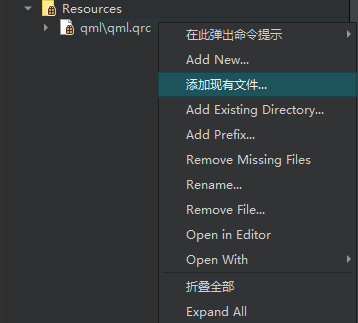 Resources
qml\qml.qrc
在此弹出命令提示
Add New...
添加现有文件...
Add Existing Directory...
Add Prefix...
Remove Missing Files
Rename...
Remove File...
Open in Editor
Open With
折叠全部
Expand All